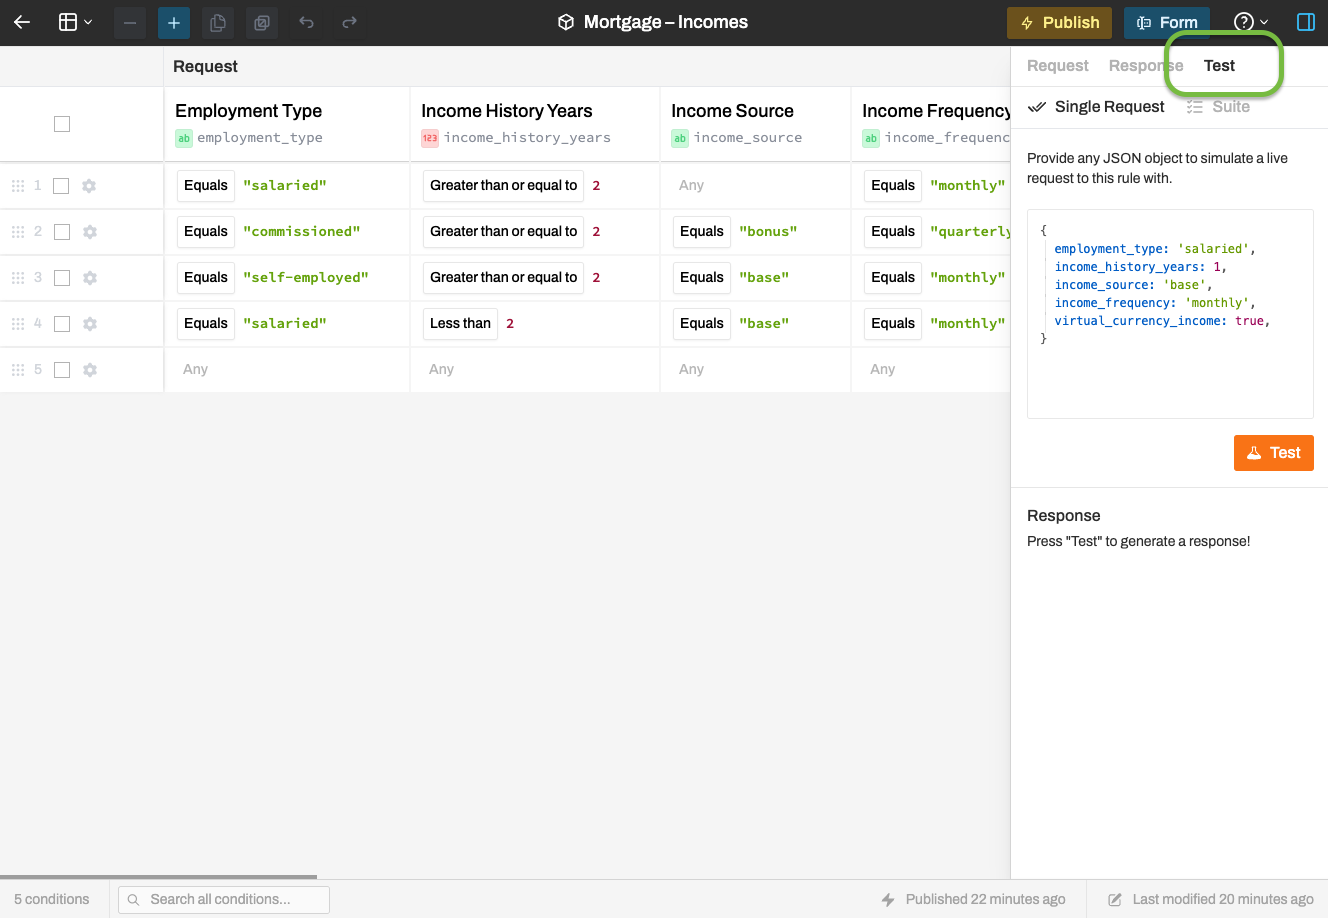 Mortgage – Incomes
Publish
Form
Request
Request Response Test
Single Request Suite
Employment Type
employment_type
Income History Years
income_history_years
Income Source
income_source
Income Frequency
income_frequenc
1 Equals "salaried" Greater than or equal to 2 Any Equals "monthly"
2 Equals "commissioned" Greater than or equal to 2 Equals "bonus" Equals "quarterly
3 Equals "self-employed" Greater than or equal to 2 Equals "base" Equals "monthly"
4 Equals "salaried" Less than 2 Equals "base" Equals "monthly"
5 Any Any Any Any
Provide any JSON object to simulate a live
request to this rule with.
{
employment_type: 'salaried',
income_history_years: 1,
income_source: 'base',
income_frequency: 'monthly',
virtual_currency_income: true,
}
Test
Response
Press "Test" to generate a response!
5 conditions
Search all conditions...
Published 22 minutes ago
Last modified 20 minutes ago